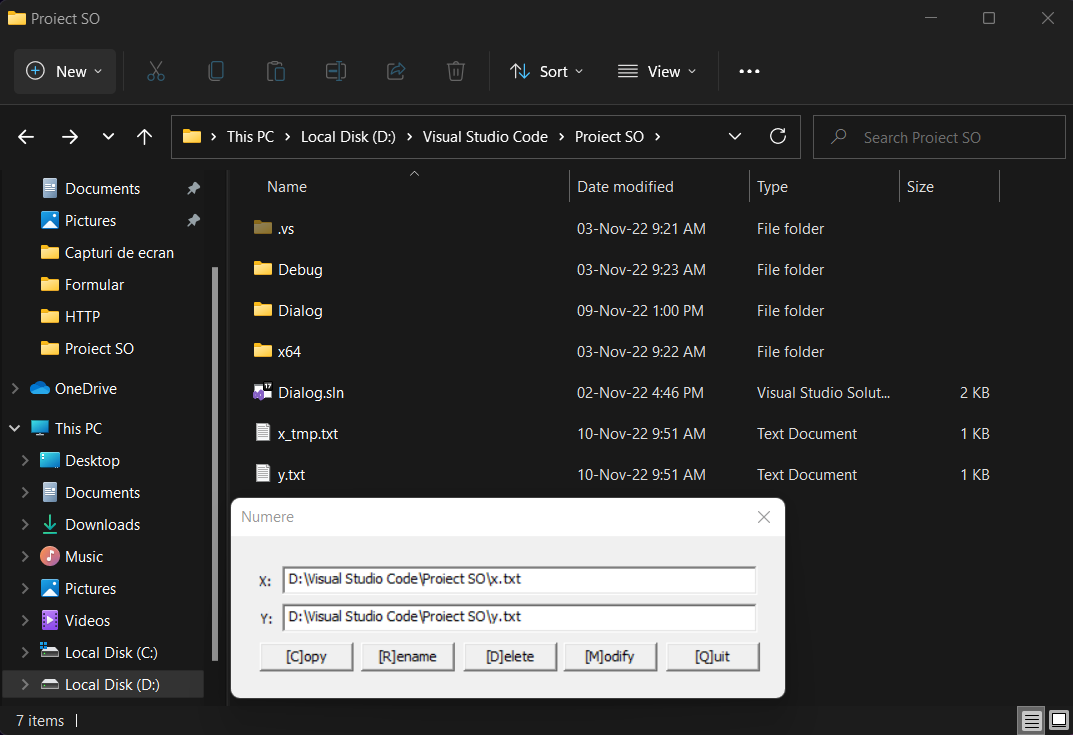 Proiect SO
New Sort View
This PC Local Disk (D:) Visual Studio Code Proiect SO Search Proiect SO
Documents
Pictures
Capturi de ecran
Formular
HTTP
Proiect SO
OneDrive
This PC
Desktop
Documents
Downloads
Music
Pictures
Videos
Local Disk (C:)
Local Disk (D:)
Name Date modified Type Size
.vs 03-Nov-22 9:21 AM File folder
Debug 03-Nov-22 9:23 AM File folder
Dialog 09-Nov-22 1:00 PM File folder
x64 03-Nov-22 9:22 AM File folder
Dialog.sln 02-Nov-22 4:46 PM Visual Studio Solut... 2 KB
x_tmp.txt 10-Nov-22 9:51 AM Text Document 1 KB
y.txt 10-Nov-22 9:51 AM Text Document 1 KB
Numere
X: D:\Visual Studio Code\Proiect SO\x.txt
Y: D:\Visual Studio Code\Proiect SO\y.txt
[C]opy [R]ename [D]elete [M]odify [Q]uit
7 items